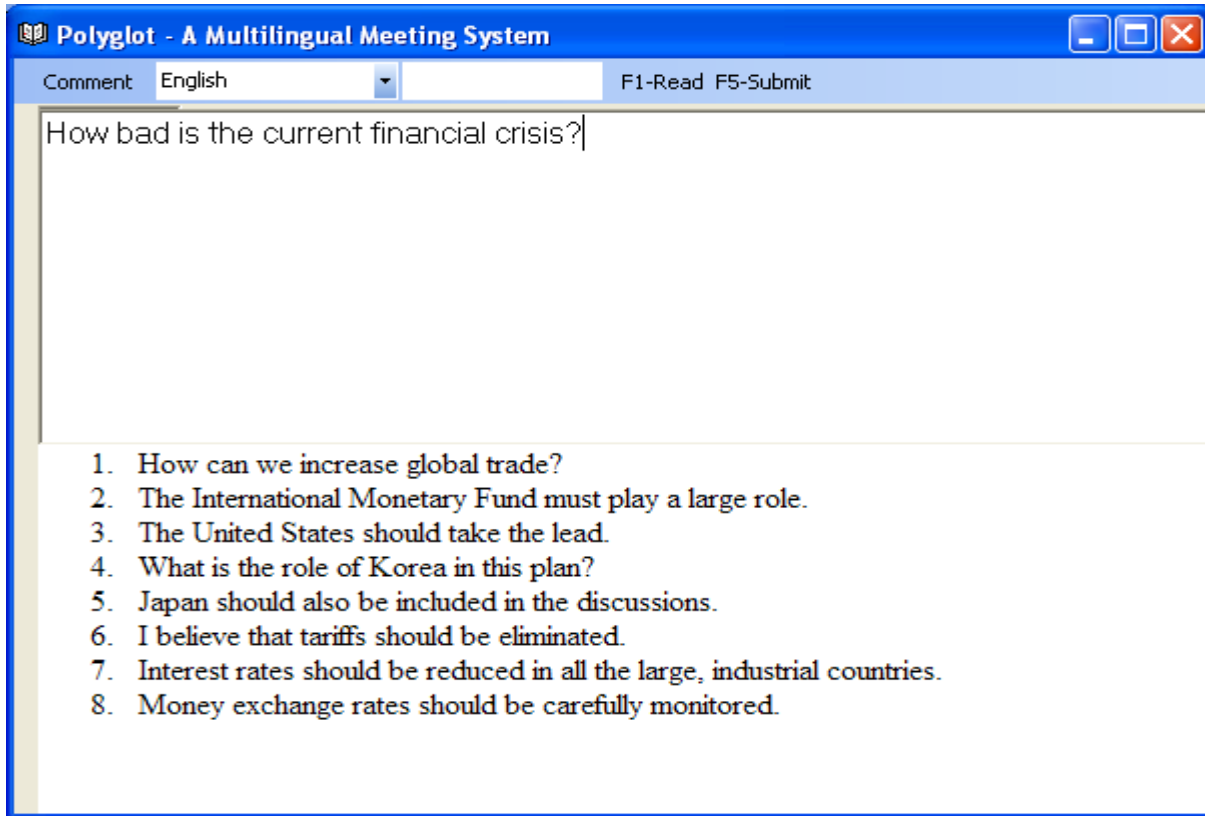 Polyglot - A Multilingual Meeting System
Comment English F1-Read F5-Submit
How bad is the current financial crisis?
1. How can we increase global trade?
2. The International Monetary Fund must play a large role.
3. The United States should take the lead.
4. What is the role of Korea in this plan?
5. Japan should also be included in the discussions.
6. I believe that tariffs should be eliminated.
7. Interest rates should be reduced in all the large, industrial countries.
8. Money exchange rates should be carefully monitored.